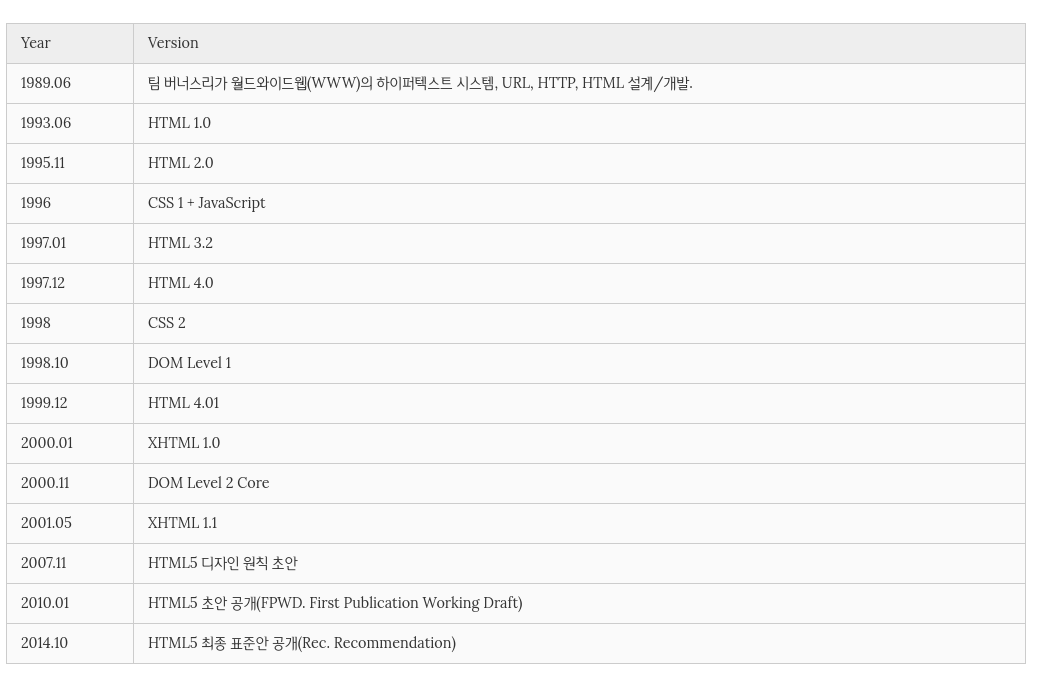 Year Version
1989.06 팀 버너스리가 월드와이드웹(WWW)의 하이퍼텍스트 시스템, URL, HTTP, HTML 설계/개발.
1993.06 HTML 1.0
1995.11 HTML 2.0
1996 CSS 1 + JavaScript
1997.01 HTML 3.2
1997.12 HTML 4.0
1998 CSS 2
1998.10 DOM Level 1
1999.12 HTML 4.01
2000.01 XHTML 1.0
2000.11 DOM Level 2 Core
2001.05 XHTML 1.1
2007.11 HTML5 디자인 원칙 초안
2010.01 HTML5 초안 공개(FPWD. First Publication Working Draft)
2014.10 HTML5 최종 표준안 공개(Rec. Recommendation)